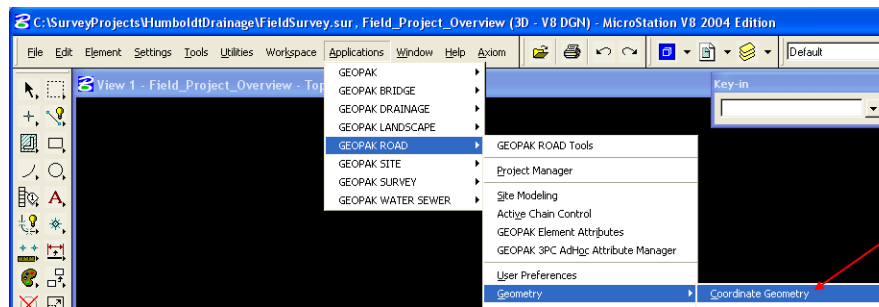 C:\SurveyProjects\HumboldtDrainage\FieldSurvey.sur, Field_Project_Overview (3D - V8 DGN) - MicroStation V8 2004 Edition
File Edit Element Settings Tools Utilities Workspace Applications Window Help Axiom Default
View 1 - Field_Project_Overview - Top
Key-in
GEOPAK
GEOPAK BRIDGE
GEOPAK DRAINAGE
GEOPAK LANDSCAPE
GEOPAK ROAD
GEOPAK SITE
GEOPAK SURVEY
GEOPAK WATER SEWER
GEOPAK ROAD Tools
Project Manager
Site Modeling
Active Chain Control
GEOPAK Element Attributes
GEOPAK 3PC AdHoc Attribute Manager
User Preferences
Geometry
Coordinate Geometry